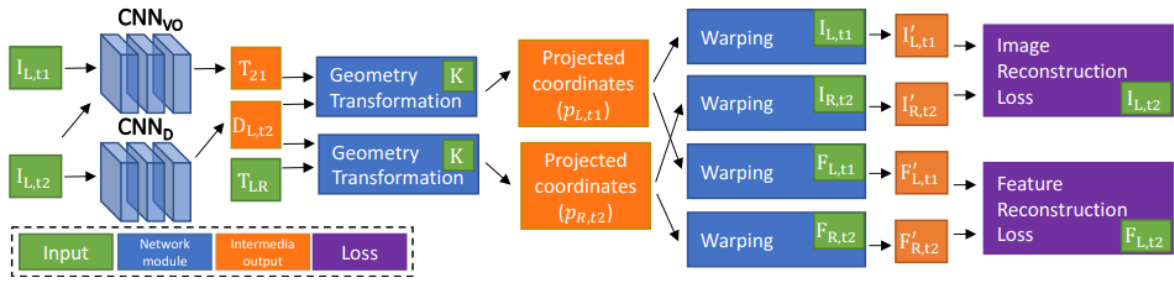 CNN_VO
I_L,t1
I_L,t2
CNN_D
T_21
D_L,t2
T_LR
Geometry
Transformation
K
Geometry
Transformation
K
Projected
coordinates
(p_L,t1)
Projected
coordinates
(p_R,t2)
Warping
I_L,t1
Warping
I_R,t2
Warping
F_L,t1
Warping
F_R,t2
I′_L,t1
I′_R,t2
F′_L,t1
F′_R,t2
Image
Reconstruction
Loss
I_L,t2
Feature
Reconstruction
Loss
F_L,t2
Input
Network
module
Intermedia
output
Loss